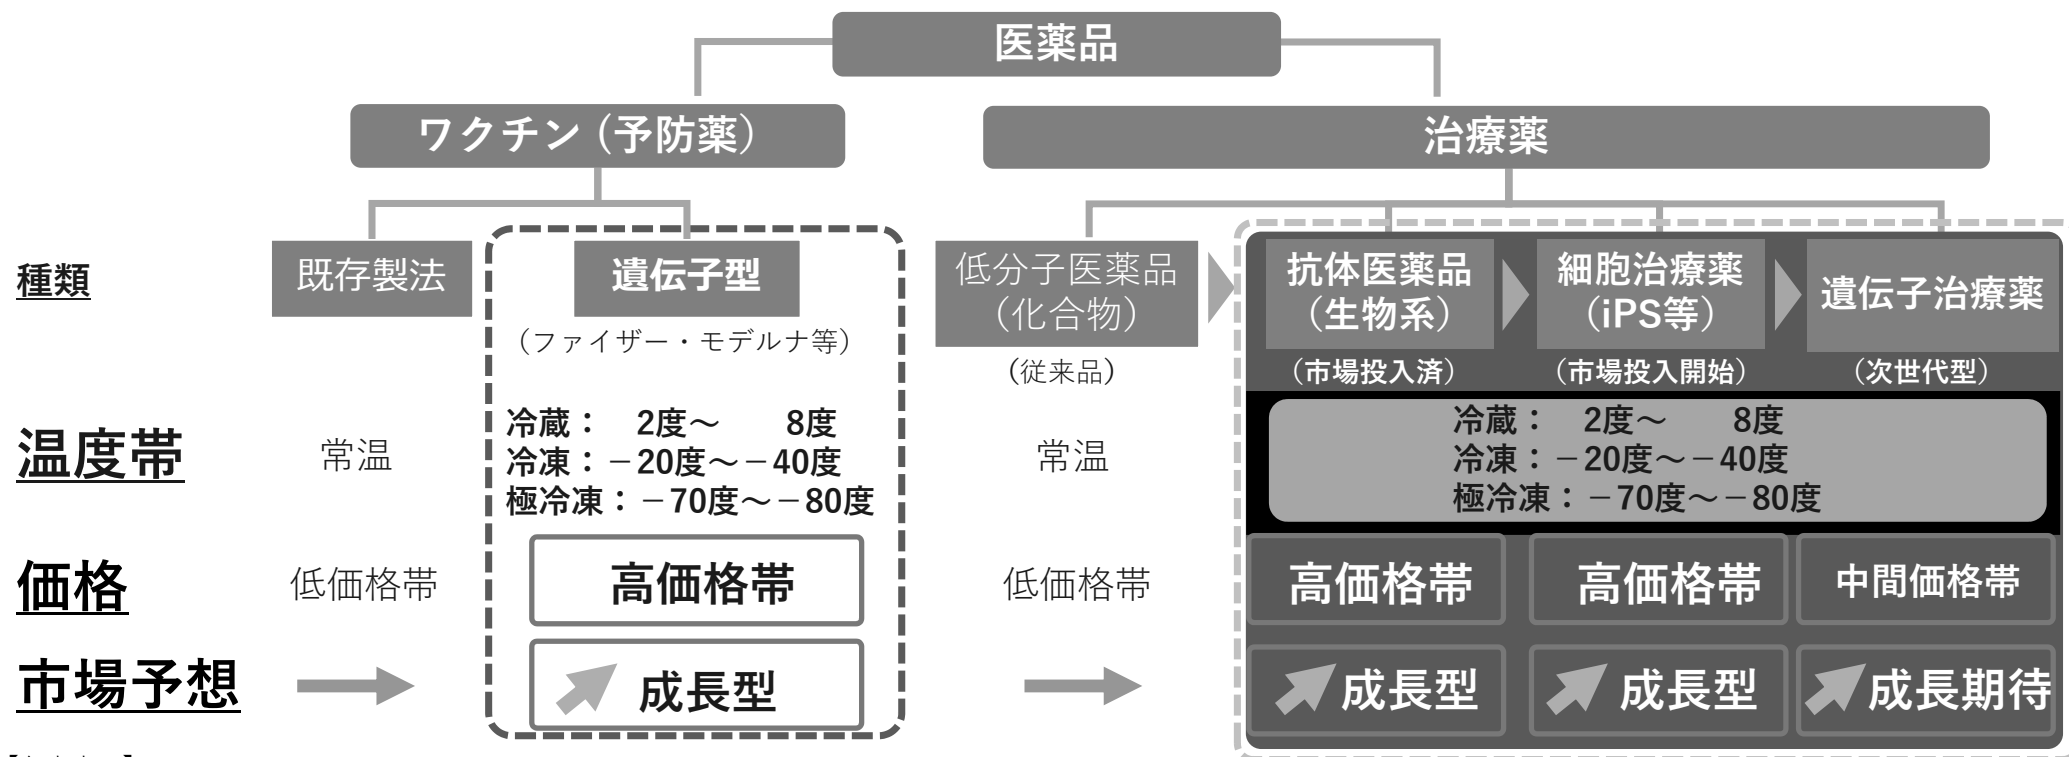 医薬品
ワクチン（予防薬）
治療薬
種類
既存製法
遺伝子型
（ファイザー・モデルナ等）
低分子医薬品
（化合物）
（従来品）
抗体医薬品
（生物系）
（市場投入済）
細胞治療薬
（iPS等）
（市場投入開始）
遺伝子治療薬
（次世代型）
温度帯
常温
冷蔵：　2度～　　8度
冷凍：－20度～－40度
極冷凍：－70度～－80度
常温
冷蔵：　2度～　　8度
冷凍：－20度～－40度
極冷凍：－70度～－80度
価格
低価格帯
高価格帯
低価格帯
高価格帯
高価格帯
中間価格帯
市場予想
成長型
成長型
成長型
成長期待